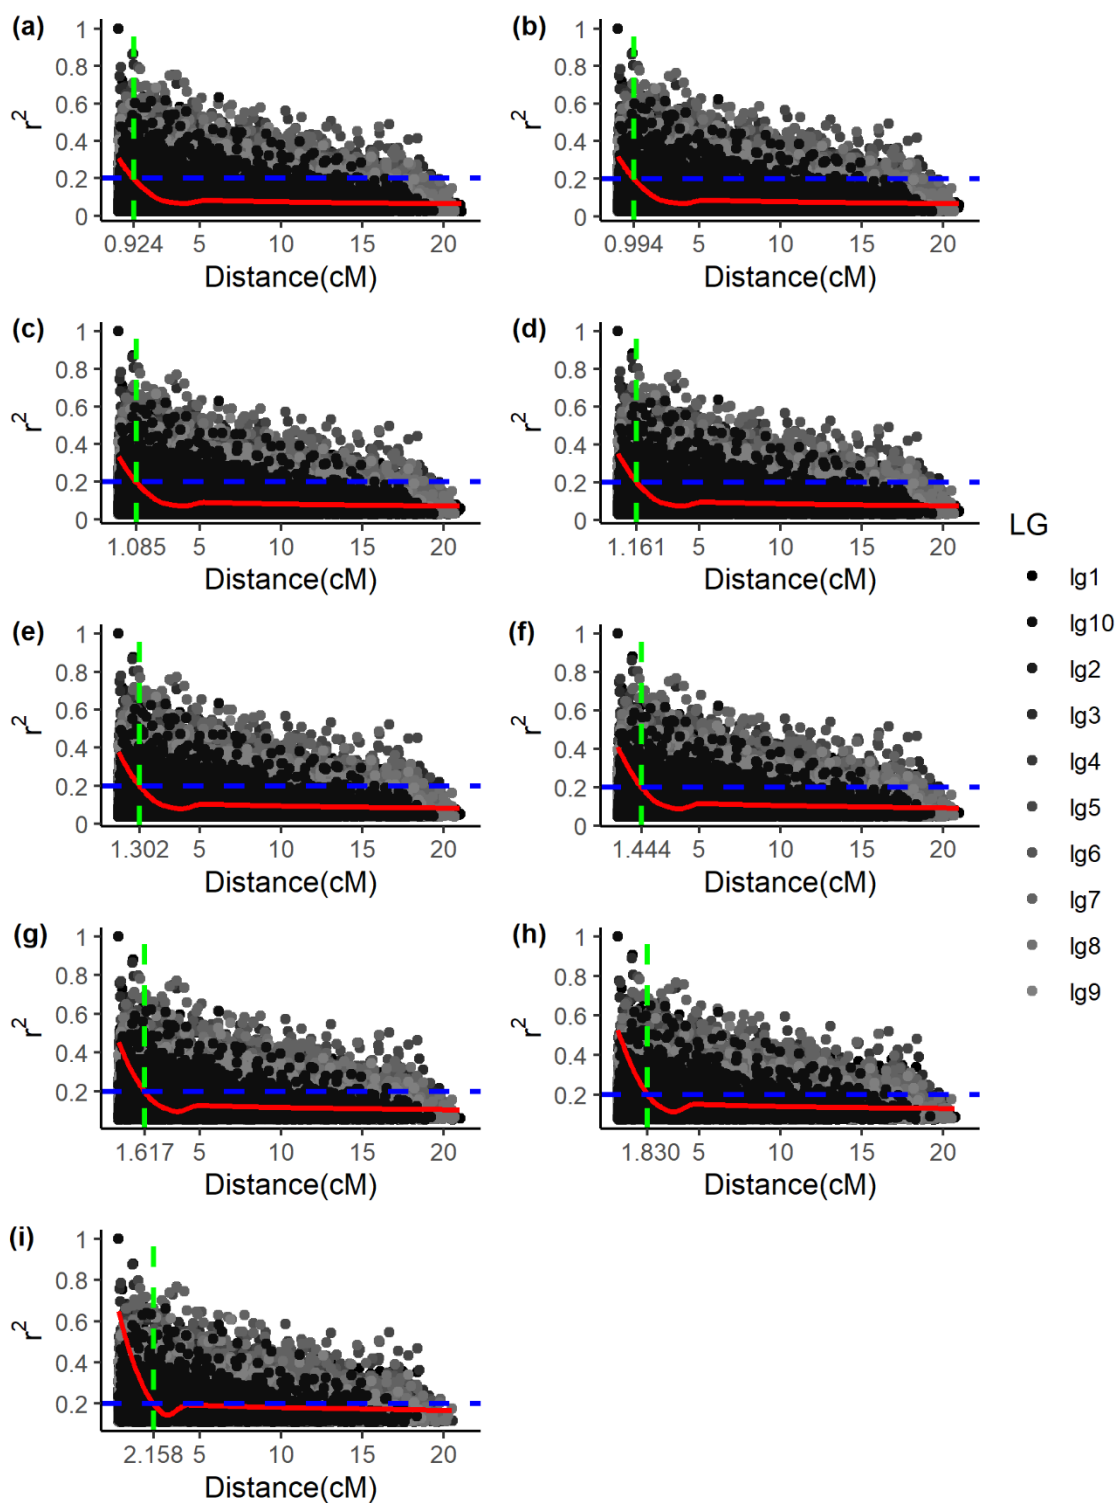 (a)
r²
1
0.8
0.6
0.4
0.2
0
0.924 5 10 15 20
Distance(cM)
(b)
r²
1
0.8
0.6
0.4
0.2
0
0.994 5 10 15 20
Distance(cM)
(c)
r²
1
0.8
0.6
0.4
0.2
0
1.085 5 10 15 20
Distance(cM)
(d)
r²
1
0.8
0.6
0.4
0.2
0
1.161 5 10 15 20
Distance(cM)
(e)
r²
1
0.8
0.6
0.4
0.2
0
1.302 5 10 15 20
Distance(cM)
(f)
r²
1
0.8
0.6
0.4
0.2
0
1.444 5 10 15 20
Distance(cM)
(g)
r²
1
0.8
0.6
0.4
0.2
1.617 5 10 15 20
Distance(cM)
(h)
r²
1
0.8
0.6
0.4
0.2
1.830 5 10 15 20
Distance(cM)
(i)
r²
1
0.8
0.6
0.4
0.2
2.158 5 10 15 20
Distance(cM)
LG
lg1
lg10
lg2
lg3
lg4
lg5
lg6
lg7
lg8
lg9